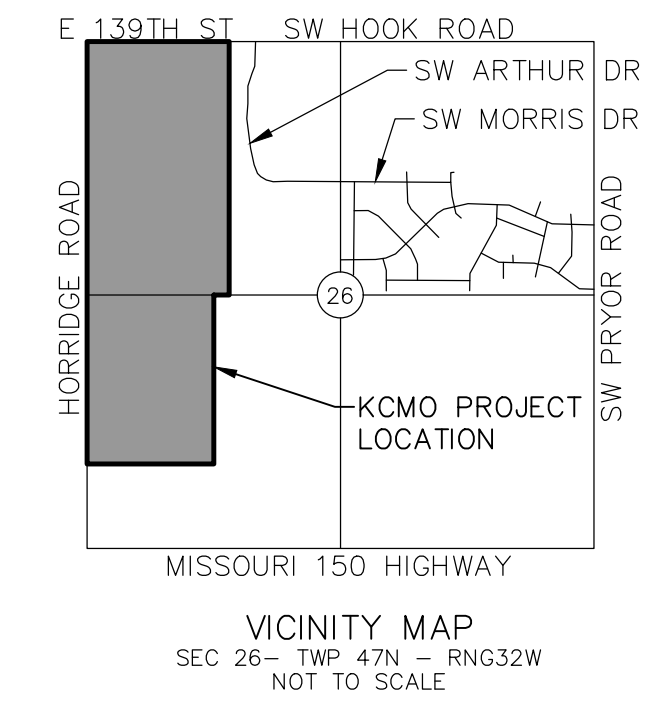 E 139TH ST SW HOOK ROAD
SW ARTHUR DR
SW MORRIS DR
HORRIDGE ROAD
SW PRYOR ROAD
26
KCMO PROJECT
LOCATION
MISSOURI 150 HIGHWAY
VICINITY MAP
SEC 26– TWP 47N – RNG32W
NOT TO SCALE